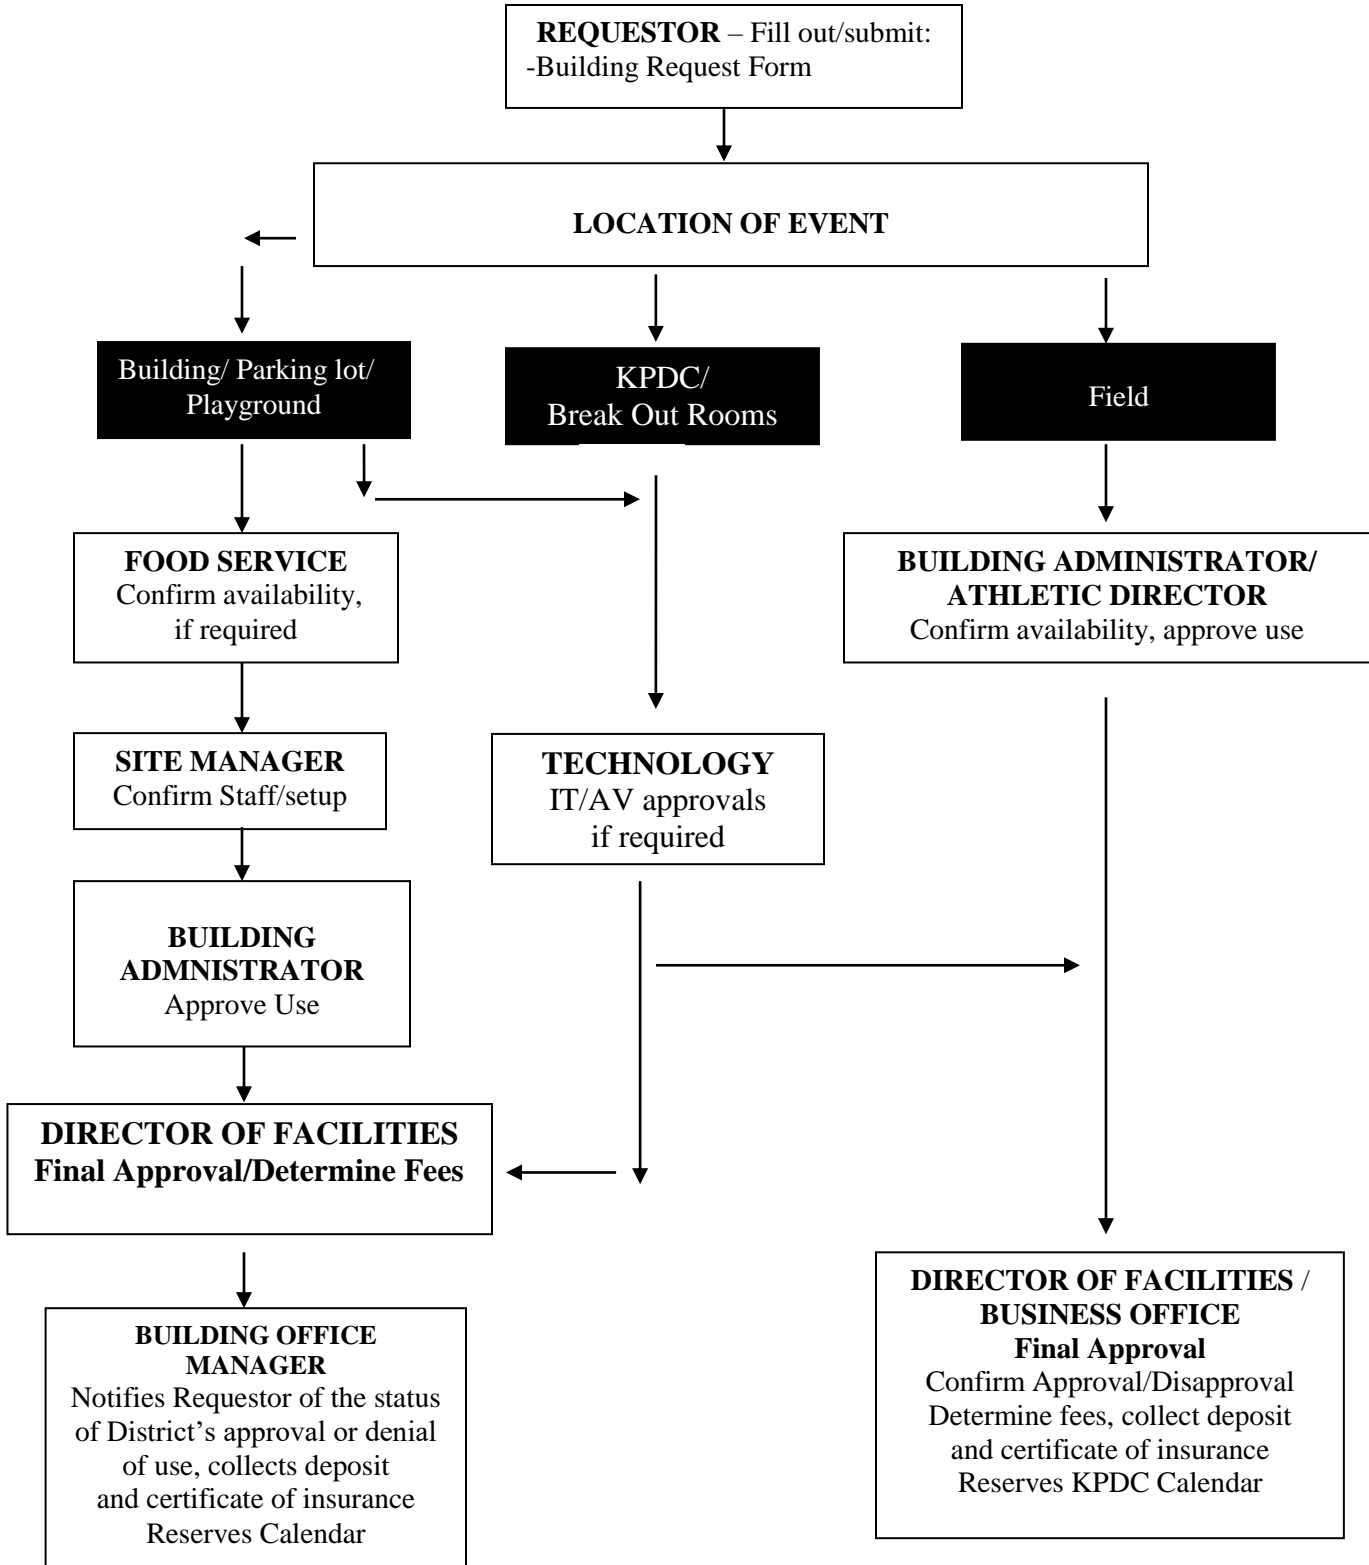 REQUESTOR – Fill out/submit:
-Building Request Form
LOCATION OF EVENT
Building/ Parking lot/
Playground
KPDC/
Break Out Rooms
Field
FOOD SERVICE
Confirm availability,
if required
BUILDING ADMINISTRATOR/
ATHLETIC DIRECTOR
Confirm availability, approve use
SITE MANAGER
Confirm Staff/setup
TECHNOLOGY
IT/AV approvals
if required
BUILDING
ADMNISTRATOR
Approve Use
DIRECTOR OF FACILITIES
Final Approval/Determine Fees
BUILDING OFFICE
MANAGER
Notifies Requestor of the status
of District’s approval or denial
of use, collects deposit
and certificate of insurance
Reserves Calendar
DIRECTOR OF FACILITIES /
BUSINESS OFFICE
Final Approval
Confirm Approval/Disapproval
Determine fees, collect deposit
and certificate of insurance
Reserves KPDC Calendar